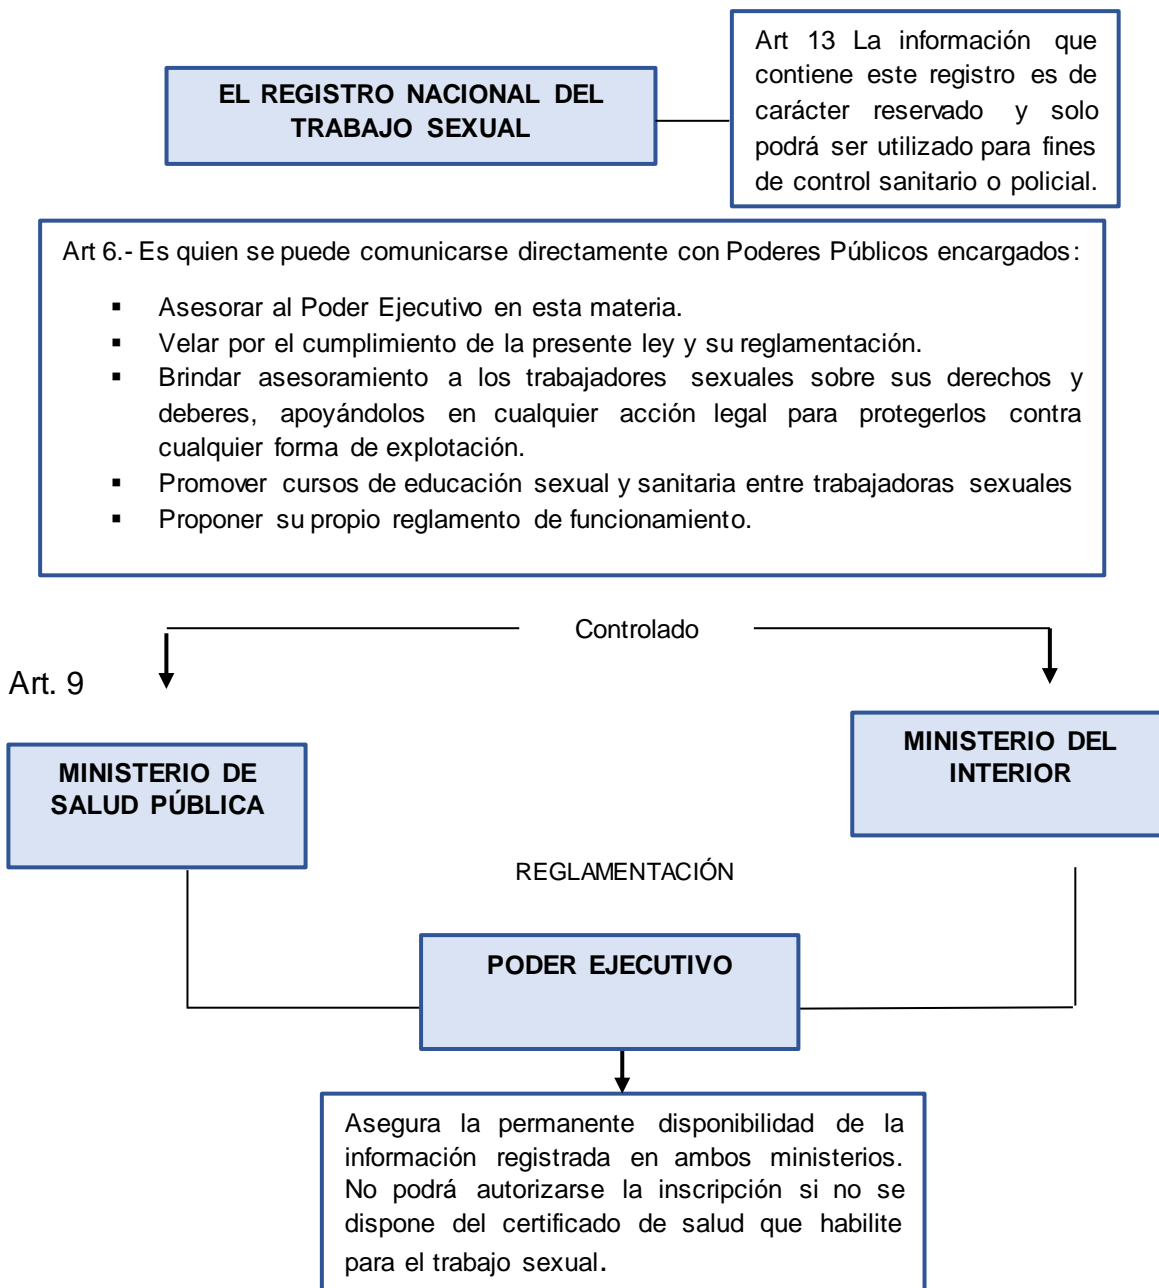 EL REGISTRO NACIONAL DEL
TRABAJO SEXUAL
Art 13 La información que
contiene este registro es de
carácter reservado y solo
podrá ser utilizado para fines
de control sanitario o policial.
Art 6.- Es quien se puede comunicarse directamente con Poderes Públicos encargados:
▪ Asesorar al Poder Ejecutivo en esta materia.
▪ Velar por el cumplimiento de la presente ley y su reglamentación.
▪ Brindar asesoramiento a los trabajadores sexuales sobre sus derechos y
deberes, apoyándolos en cualquier acción legal para protegerlos contra
cualquier forma de explotación.
▪ Promover cursos de educación sexual y sanitaria entre trabajadoras sexuales
▪ Proponer su propio reglamento de funcionamiento.
Controlado
Art. 9
MINISTERIO DE
SALUD PÚBLICA
MINISTERIO DEL
INTERIOR
REGLAMENTACIÓN
PODER EJECUTIVO
Asegura la permanente disponibilidad de la
información registrada en ambos ministerios.
No podrá autorizarse la inscripción si no se
dispone del certificado de salud que habilite
para el trabajo sexual.